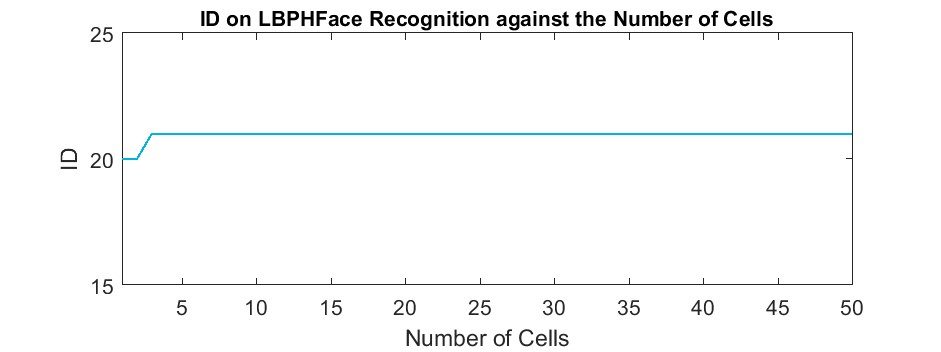 ID on LBPHFace Recognition against the Number of Cells
25
20
15
ID
5 10 15 20 25 30 35 40 45 50
Number of Cells